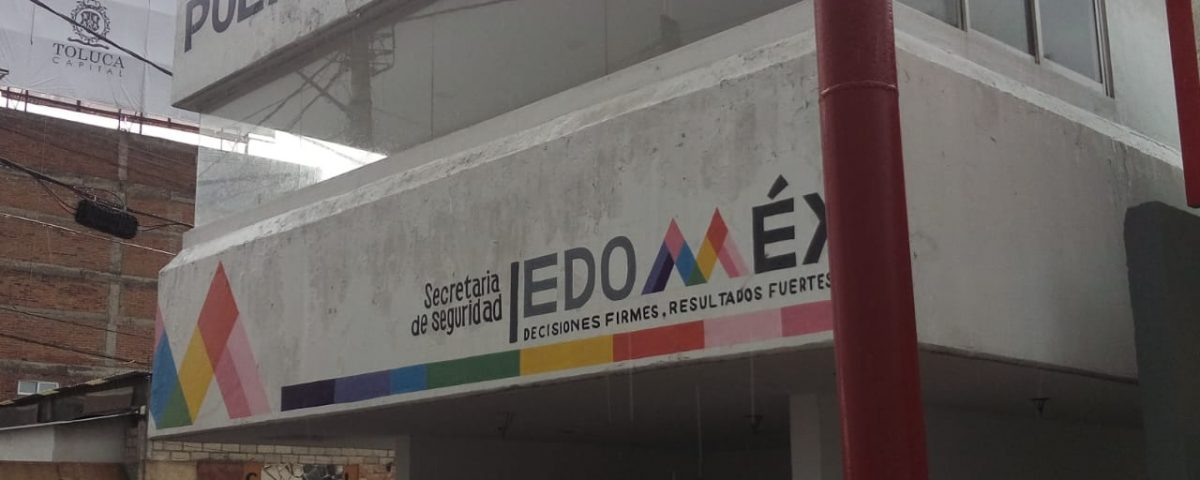 TOLUCA
CAPITAL
Secretaria
de seguridad
EDOMÉX
DECISIONES FIRMES, RESULTADOS FUERTES